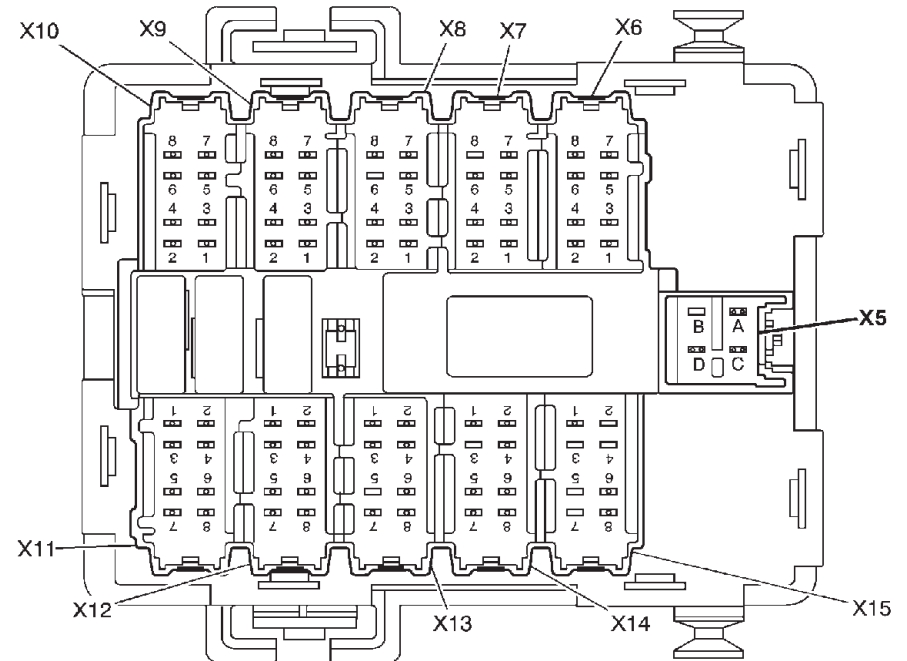 X10 X9 X8 X7 X6
8 7 8 7 8 7 8 7 8 7
6 5 6 5 6 5 6 5 6 5
4 3 4 3 4 3 4 3 4 3
2 1 2 1 2 1 2 1 2 1
B A X5
D C
1 2 1 2 1 2 1 2 1 2
3 4 3 4 3 4 3 4 3 4
5 6 5 6 5 6 5 6 5 6
7 8 7 8 7 8 7 8 7 8
X11 X12 X13 X14 X15